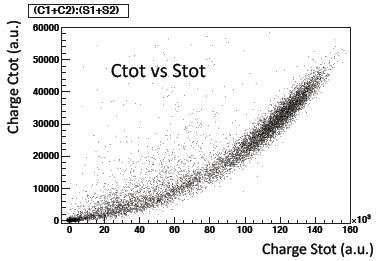 (C1+C2):(S1+S2)
60000
50000
40000
30000
20000
10000
0
Charge Ctot (a.u.)
Ctot vs Stot
0 20 40 60 80 100 120 140 160
×10³
Charge Stot (a.u.)